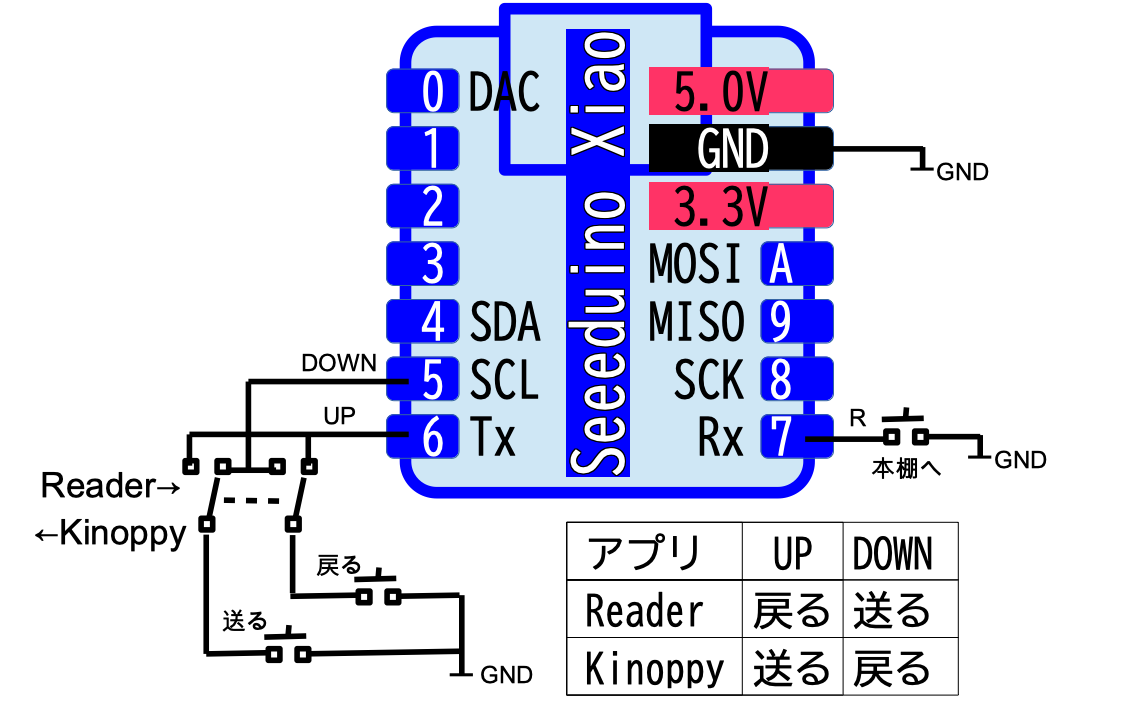 Seeeduino Xiao
0 DAC
1
2
3
4 SDA
5 SCL
6 Tx
5.0V
GND
3.3V
MOSI A
MISO 9
SCK 8
Rx 7
GND
DOWN
UP
Reader→
←Kinoppy
戻る
送る
GND
R
本棚へ
GND
アプリ UP DOWN
Reader 戻る 送る
Kinoppy 送る 戻る